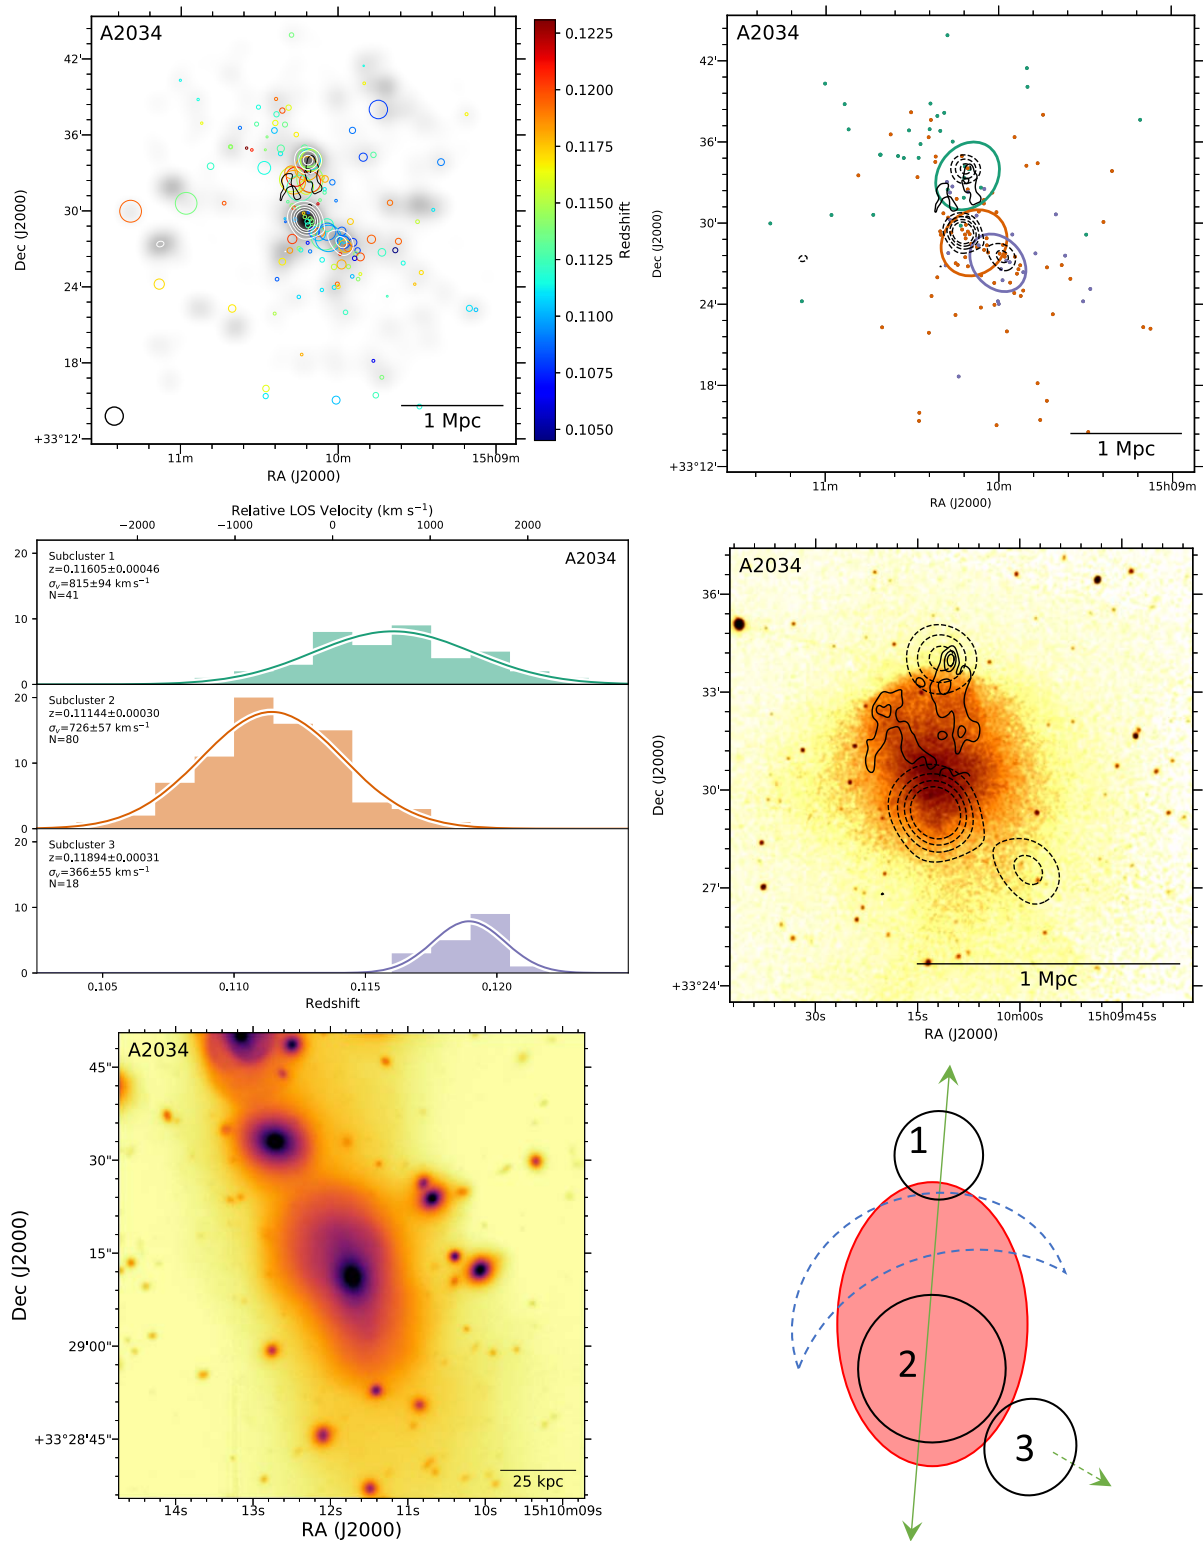 A2034
42'
36'
30'
24'
18'
+33°12'
Dec (J2000)
11m
10m
15h09m
RA (J2000)
1 Mpc
0.1225
0.1200
0.1175
0.1150
0.1125
0.1100
0.1075
0.1050
Redshift
A2034
42'
36'
30'
24'
18'
+33°12'
Dec (J2000)
11m
10m
15h09m
RA (J2000)
1 Mpc
Relative LOS Velocity (km s⁻¹)
−2000
−1000
0
1000
2000
A2034
Subcluster 1
z=0.11605±0.00046
σᵥ=815±94 km s⁻¹
N=41
20
10
0
Subcluster 2
z=0.11144±0.00030
σᵥ=726±57 km s⁻¹
N=80
20
10
0
Subcluster 3
z=0.11894±0.00031
σᵥ=366±55 km s⁻¹
N=18
20
10
0
0.105
0.110
0.115
0.120
Redshift
A2034
36'
33'
30'
27'
+33°24'
Dec (J2000)
30s
15s
10m00s
15h09m45s
RA (J2000)
1 Mpc
A2034
45"
30"
15"
29'00"
+33°28'45"
Dec (J2000)
14s
13s
12s
11s
10s
15h10m09s
RA (J2000)
25 kpc
1
2
3